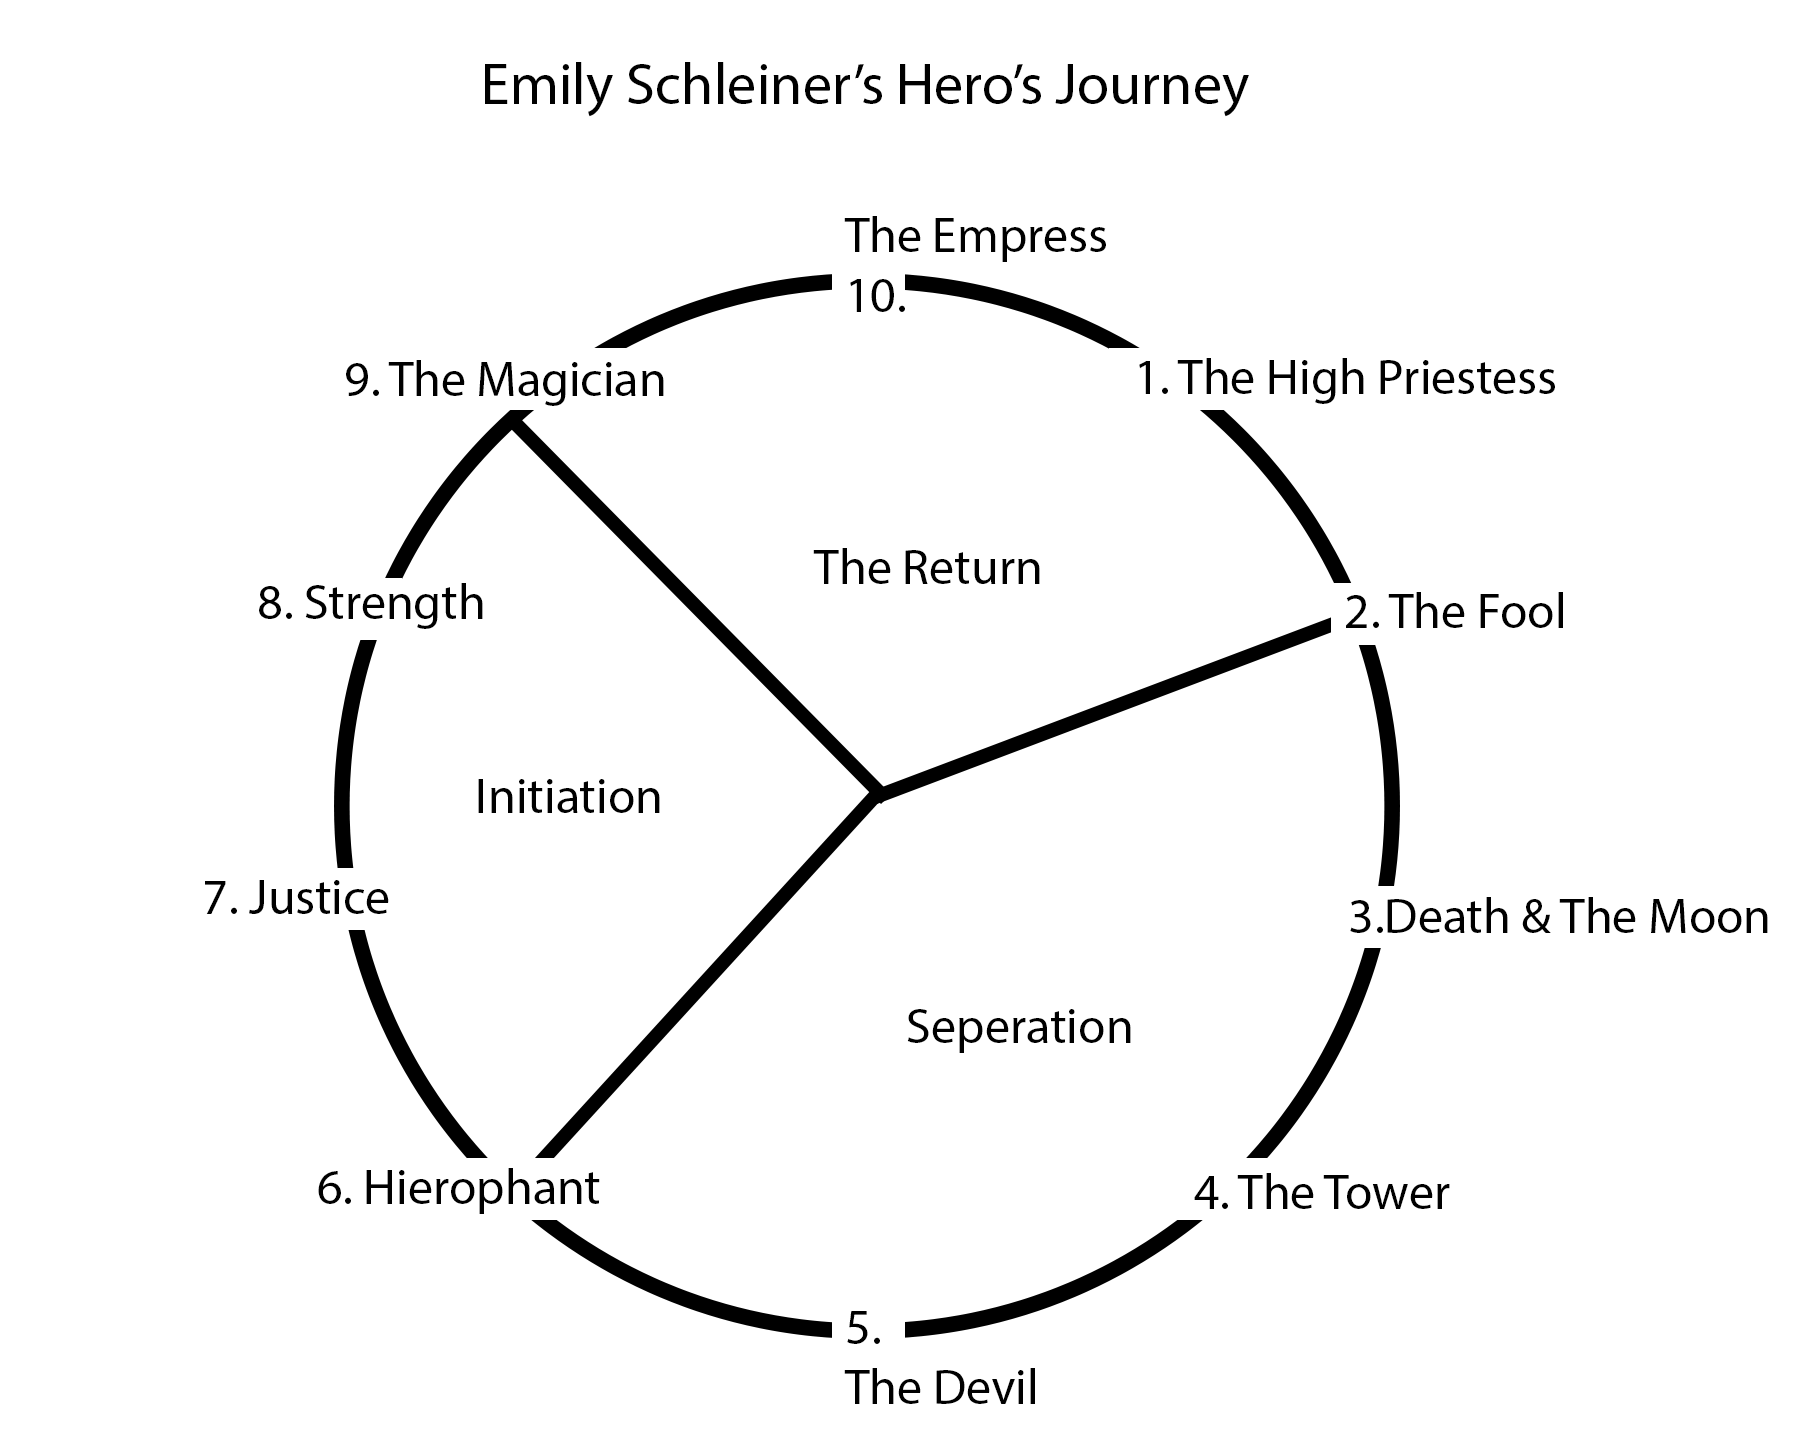 Emily Schleiner’s Hero’s Journey
The Empress
10.
9. The Magician
1. The High Priestess
The Return
8. Strength
2. The Fool
Initiation
7. Justice
3.Death & The Moon
Seperation
6. Hierophant
4. The Tower
5.
The Devil